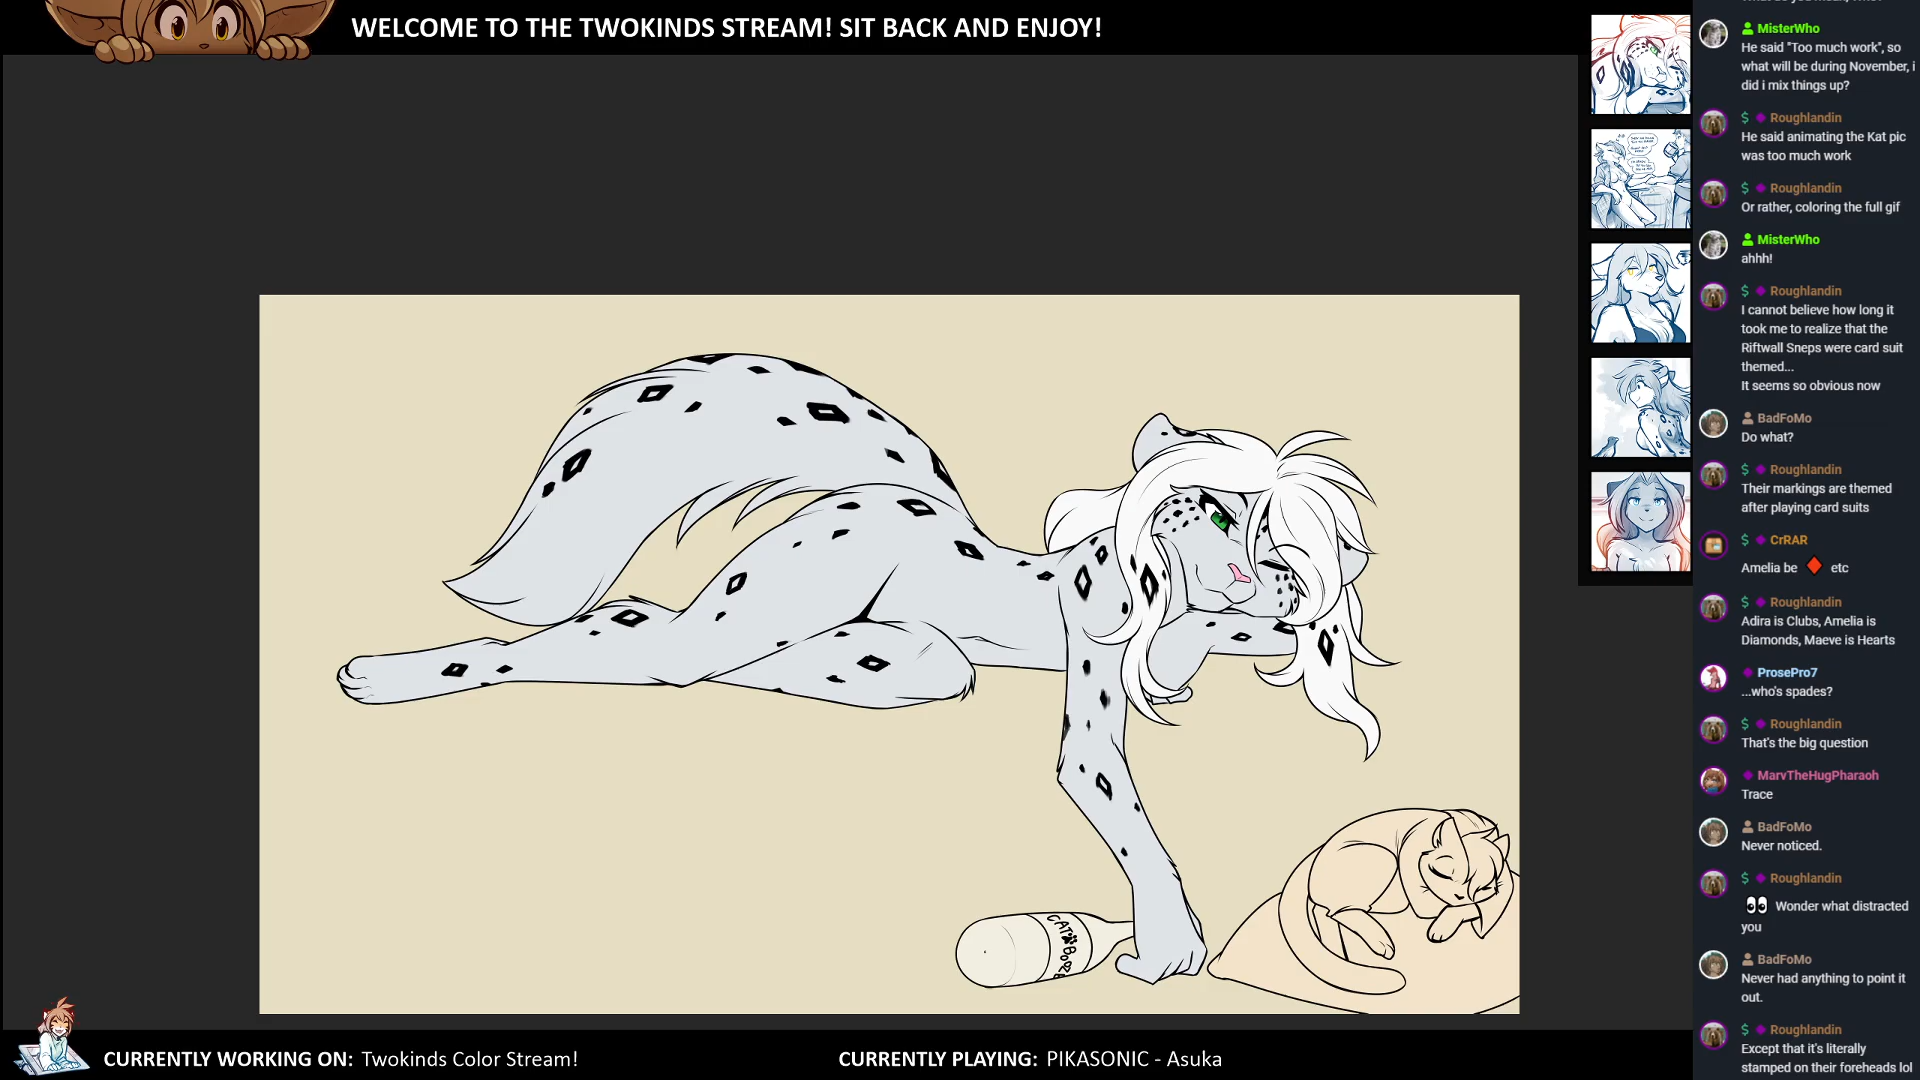 WELCOME TO THE TWOKINDS STREAM! SIT BACK AND ENJOY!
MisterWho
He said "Too much work", so
what will be during November, i
did i mix things up?
$ Roughlandin
He said animating the Kat pic
was too much work
$ Roughlandin
Or rather, coloring the full gif
MisterWho
ahhh!
$ Roughlandin
I cannot believe how long it
took me to realize that the
Riftwall Sneps were card suit
themed...
It seems so obvious now
BadFoMo
Do what?
$ Roughlandin
Their markings are themed
after playing card suits
$ CrRAR
Amelia be ♦ etc
$ Roughlandin
Adira is Clubs, Amelia is
Diamonds, Maeve is Hearts
ProsePro7
...who's spades?
$ Roughlandin
That's the big question
MarvTheHugPharaoh
Trace
BadFoMo
Never noticed.
$ Roughlandin
👀 Wonder what distracted
you
BadFoMo
Never had anything to point it
out.
$ Roughlandin
Except that it's literally
stamped on their foreheads lol
CAT
CURRENTLY WORKING ON: Twokinds Color Stream!
CURRENTLY PLAYING: PIKASONIC - Asuka